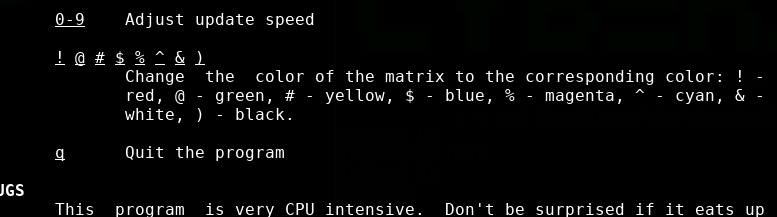 0-9 Adjust update speed
! @ # $ % ^ & )
Change the color of the matrix to the corresponding color: ! -
red, @ - green, # - yellow, $ - blue, % - magenta, ^ - cyan, & -
white, ) - black.
q Quit the program
UGS
This program is very CPU intensive. Don't be surprised if it eats up